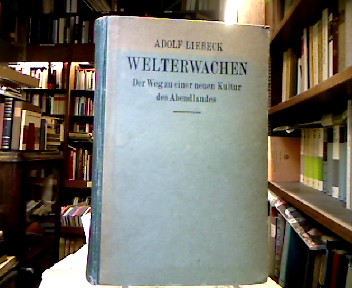 ADOLF LIEBECK
WELTERWACHEN
Der Weg zu einer neuen Kultur
des Abendlandes